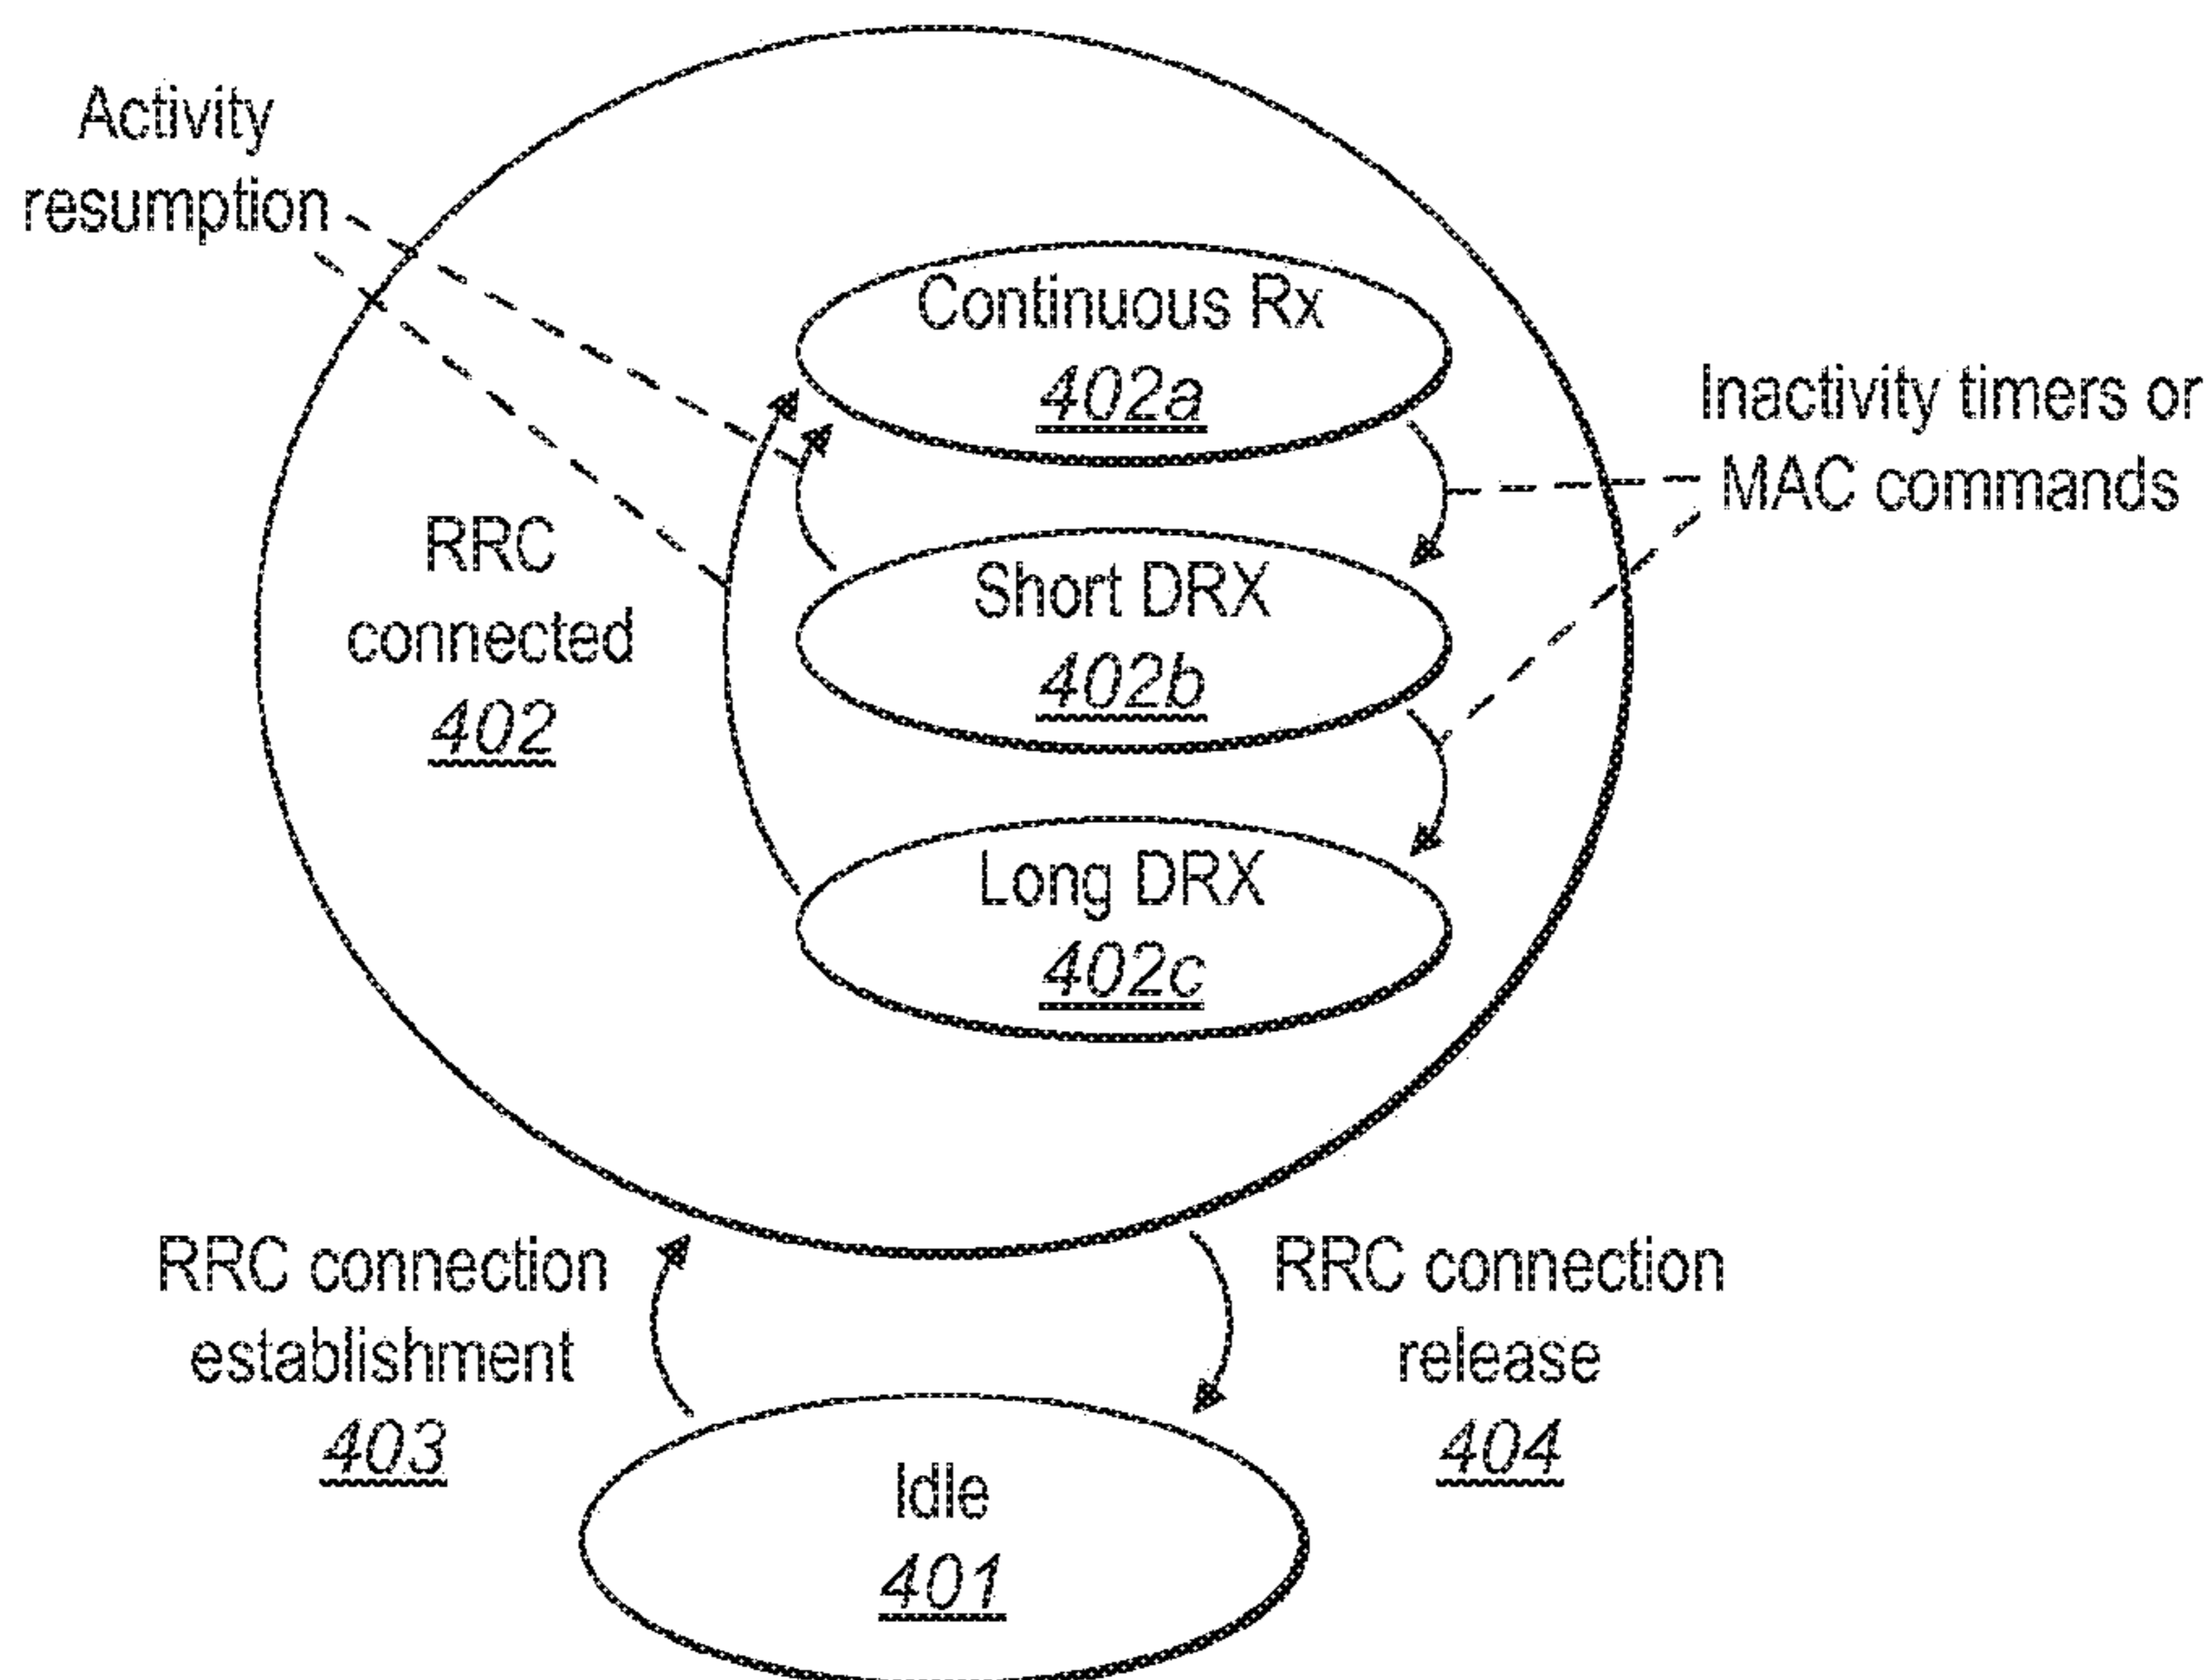 Activity
resumption
Continuous Rx
402a
Inactivity timers or
MAC commands
RRC
connected
402
Short DRX
402b
Long DRX
402c
RRC connection
establishment
403
RRC connection
release
404
Idle
401